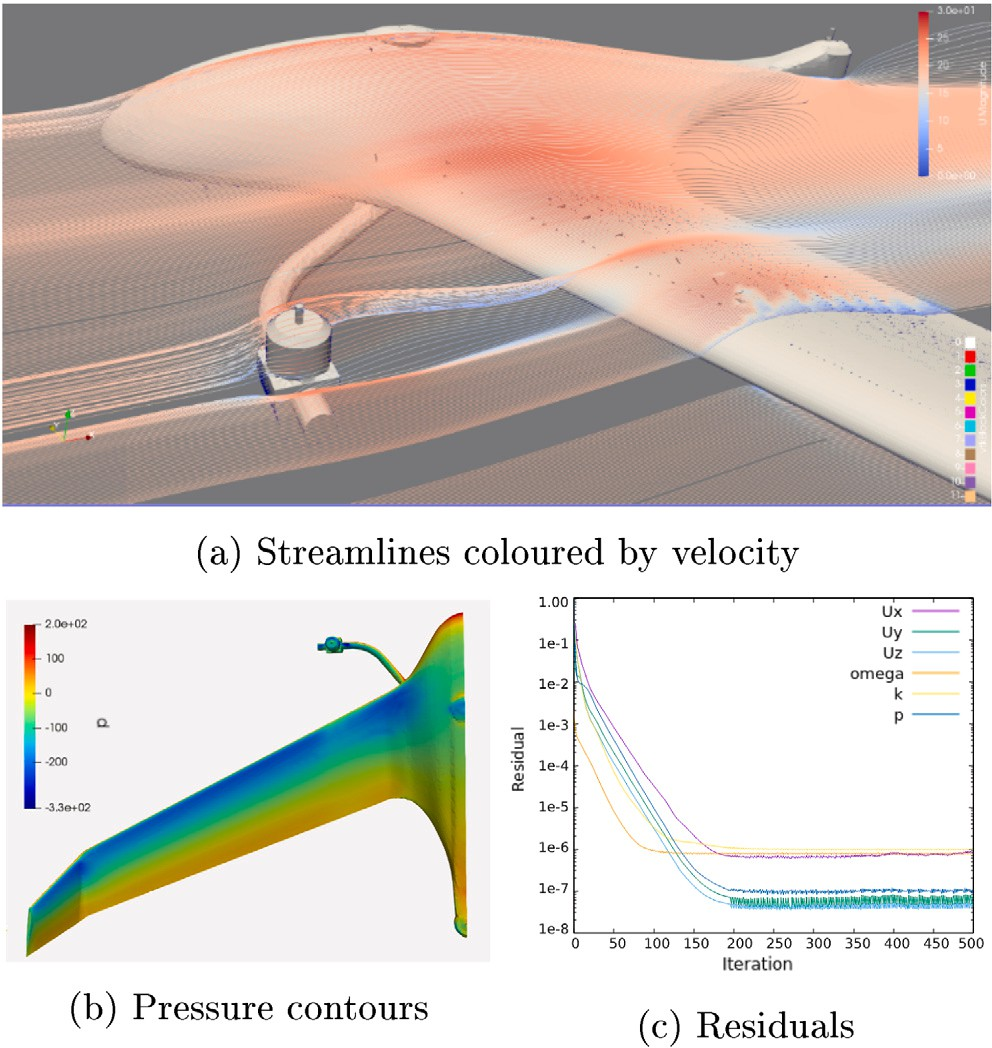 3.0e+01
25
20
15
10
5
0.0e+00
U Magnitude
(a) Streamlines coloured by velocity
2.0e+02
100
0
-100
-200
-3.3e+02
p
1.00
1e-1
1e-2
1e-3
1e-4
1e-5
1e-6
1e-7
1e-8
Residual
Ux
Uy
Uz
omega
k
p
0 50 100 150 200 250 300 350 400 450 500
Iteration
(b) Pressure contours
(c) Residuals